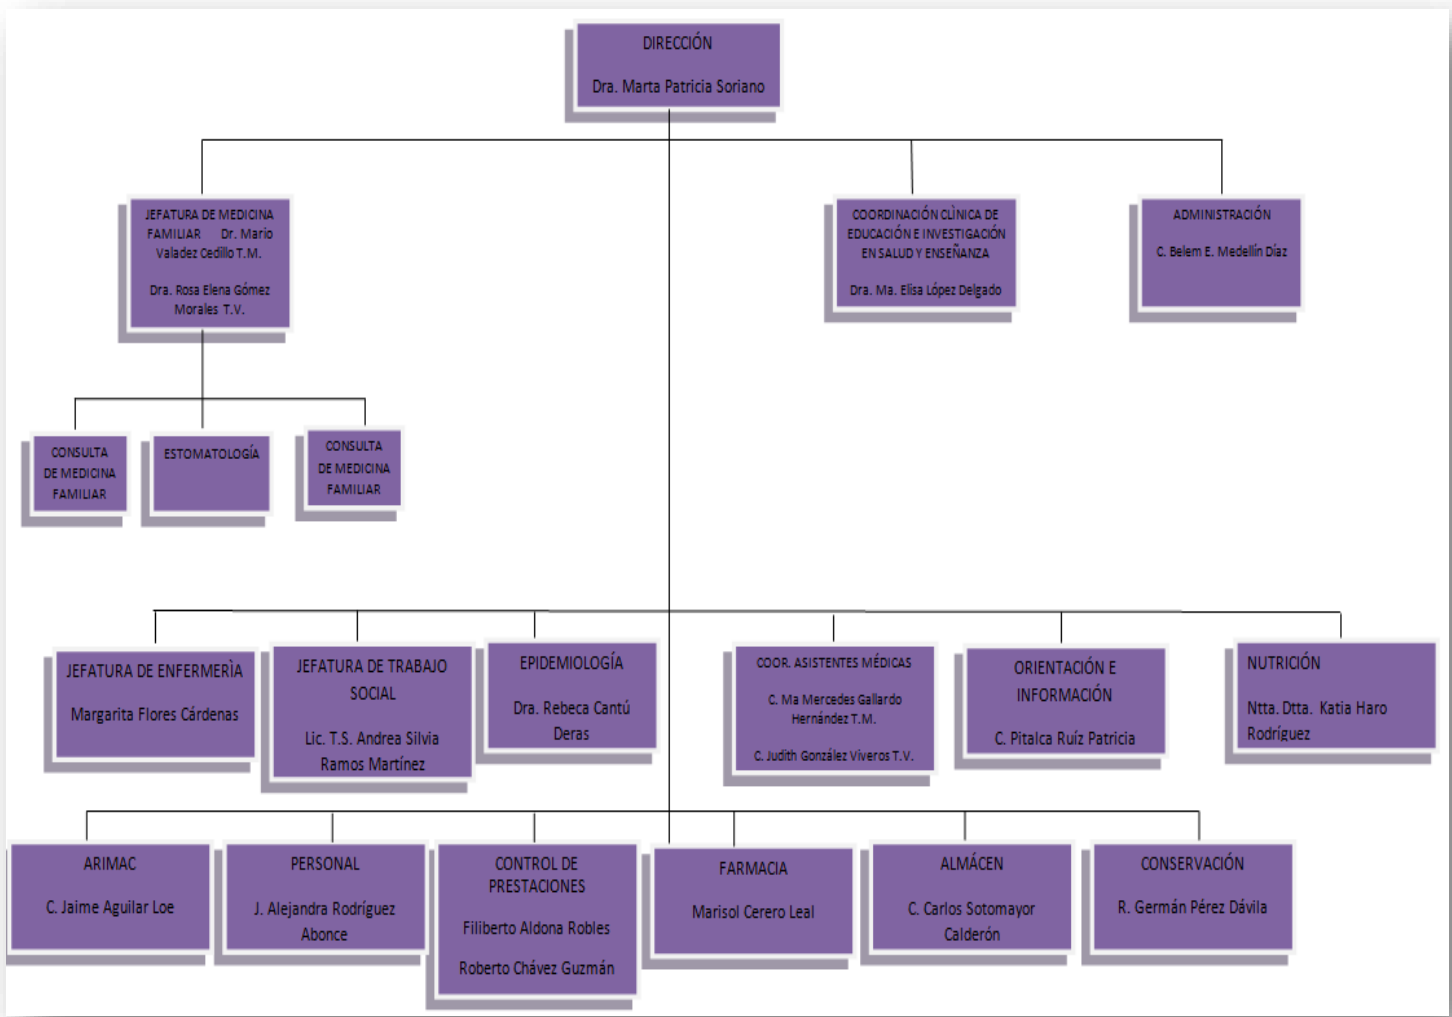 DIRECCIÓN
Dra. Marta Patricia Soriano
JEFATURA DE MEDICINA
FAMILIAR Dr. Mario
Valadez Cedillo T.M.
Dra. Rosa Elena Gómez
Morales T.V.
COORDINACIÓN CLÌNICA DE
EDUCACIÓN E INVESTIGACIÓN
EN SALUD Y ENSEÑANZA
Dra. Ma. Elisa López Delgado
ADMINISTRACIÓN
C. Belem E. Medellín Díaz
CONSULTA
DE MEDICINA
FAMILIAR
ESTOMATOLOGÍA
CONSULTA
DE MEDICINA
FAMILIAR
JEFATURA DE ENFERMERÌA
Margarita Flores Cárdenas
JEFATURA DE TRABAJO
SOCIAL
Lic. T.S. Andrea Silvia
Ramos Martínez
EPIDEMIOLOGÍA
Dra. Rebeca Cantú
Deras
COOR. ASISTENTES MÉDICAS
C. Ma Mercedes Gallardo
Hernández T.M.
C. Judith González Viveros T.V.
ORIENTACIÓN E
INFORMACIÓN
C. Pitalca Ruíz Patricia
NUTRICIÓN
Ntta. Dtta. Katia Haro
Rodríguez
ARIMAC
C. Jaime Aguilar Loe
PERSONAL
J. Alejandra Rodríguez
Abonce
CONTROL DE
PRESTACIONES
Filiberto Aldona Robles
Roberto Chávez Guzmán
FARMACIA
Marisol Cerero Leal
ALMÁCEN
C. Carlos Sotomayor
Calderón
CONSERVACIÓN
R. Germán Pérez Dávila